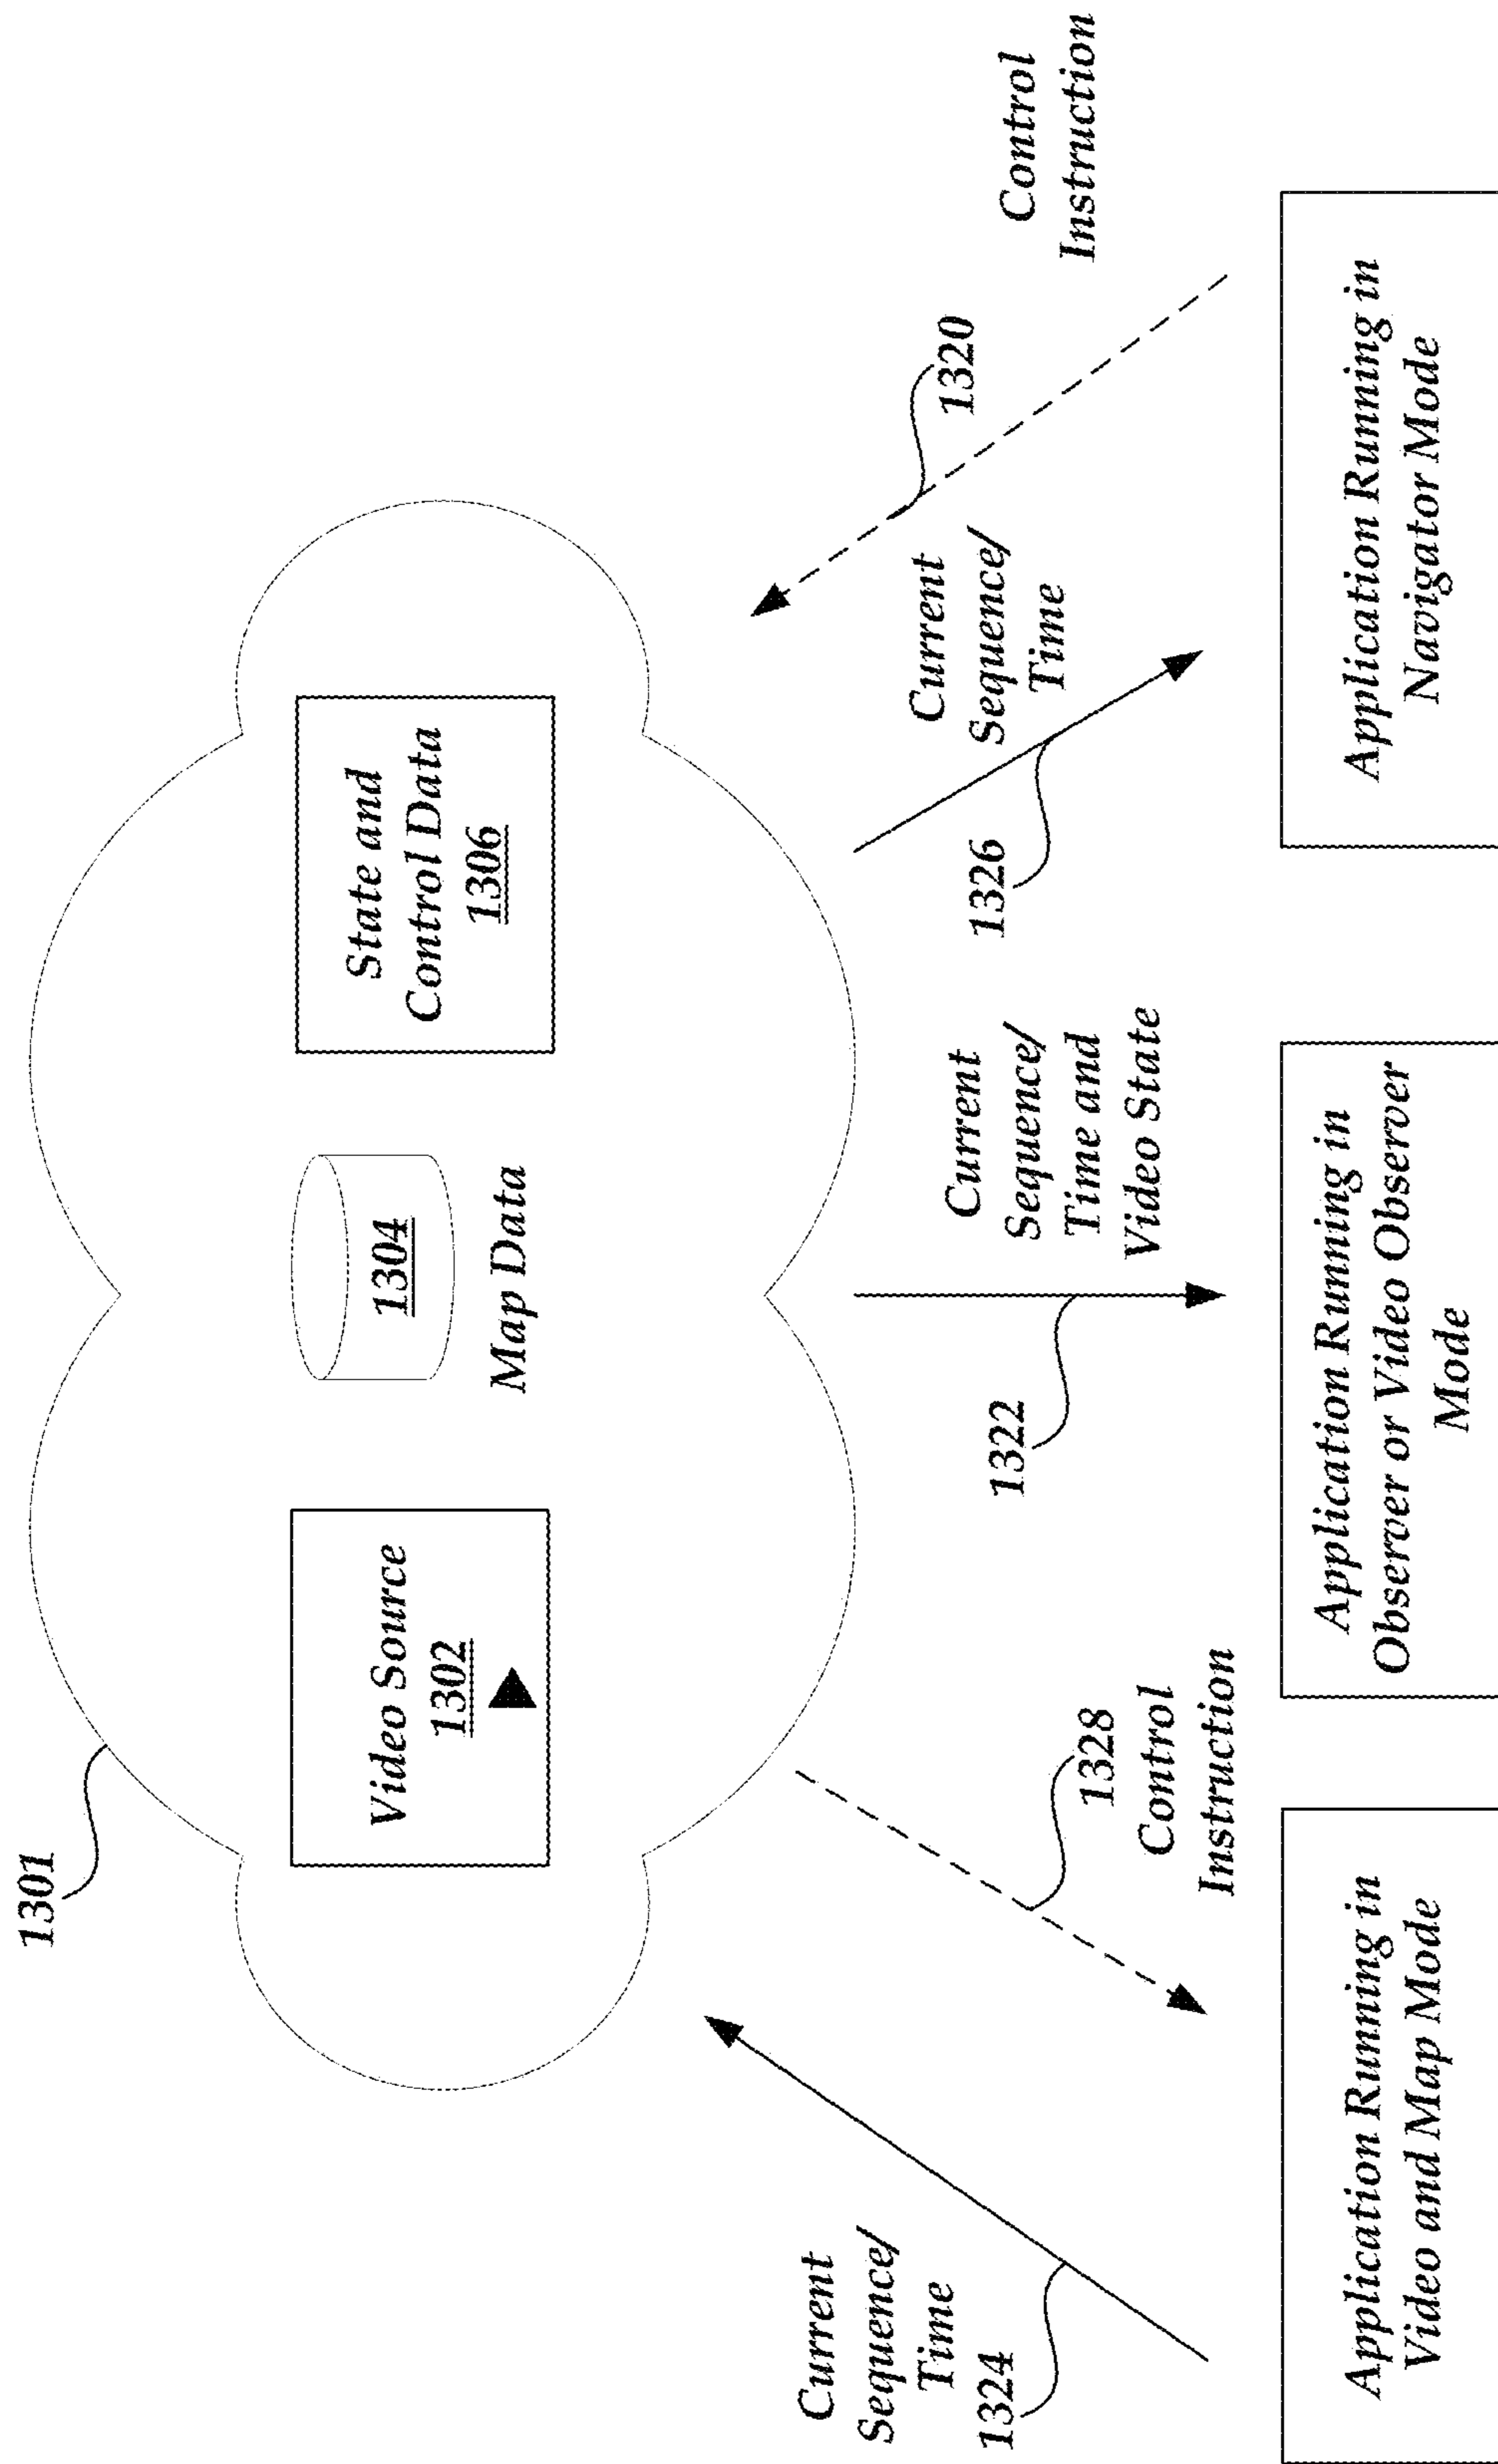 1301
Video Source
1302
1304
Map Data
State and
Control Data
1306
Current
Sequence/
Time
1324
1328
Control
Instruction
1322
Current
Sequence/
Time and
Video State
1326
Current
Sequence/
Time
1320
Control
Instruction
Application Running in
Video and Map Mode
Application Running in
Observer or Video Observer
Mode
Application Running in
Navigator Mode